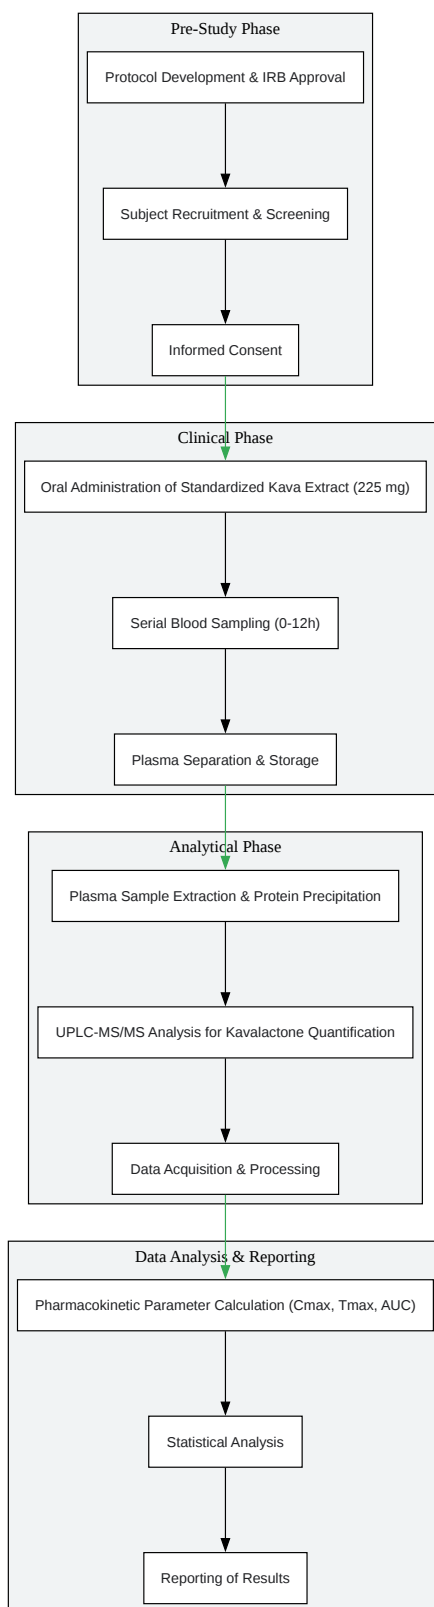 Pre-Study Phase
Protocol Development & IRB Approval
Subject Recruitment & Screening
Informed Consent
Clinical Phase
Oral Administration of Standardized Kava Extract (225 mg)
Serial Blood Sampling (0-12h)
Plasma Separation & Storage
Analytical Phase
Plasma Sample Extraction & Protein Precipitation
UPLC-MS/MS Analysis for Kavalactone Quantification
Data Acquisition & Processing
Data Analysis & Reporting
Pharmacokinetic Parameter Calculation (Cmax, Tmax, AUC)
Statistical Analysis
Reporting of Results